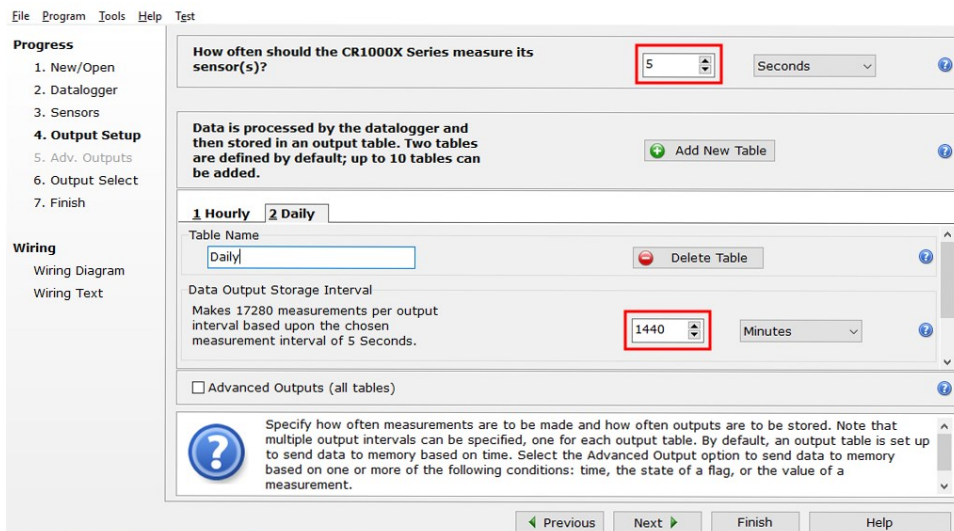 File Program Tools Help Test
Progress
1. New/Open
2. Datalogger
3. Sensors
4. Output Setup
5. Adv. Outputs
6. Output Select
7. Finish
Wiring
Wiring Diagram
Wiring Text
How often should the CR1000X Series measure its
sensor(s)?
5
Seconds
Data is processed by the datalogger and
then stored in an output table. Two tables
are defined by default; up to 10 tables can
be added.
Add New Table
1 Hourly 2 Daily
Table Name
Daily
Delete Table
Data Output Storage Interval
Makes 17280 measurements per output
interval based upon the chosen
measurement interval of 5 Seconds.
1440
Minutes
Advanced Outputs (all tables)
Specify how often measurements are to be made and how often outputs are to be stored. Note that
multiple output intervals can be specified, one for each output table. By default, an output table is set up
to send data to memory based on time. Select the Advanced Output option to send data to memory
based on one or more of the following conditions: time, the state of a flag, or the value of a
measurement.
Previous Next Finish Help